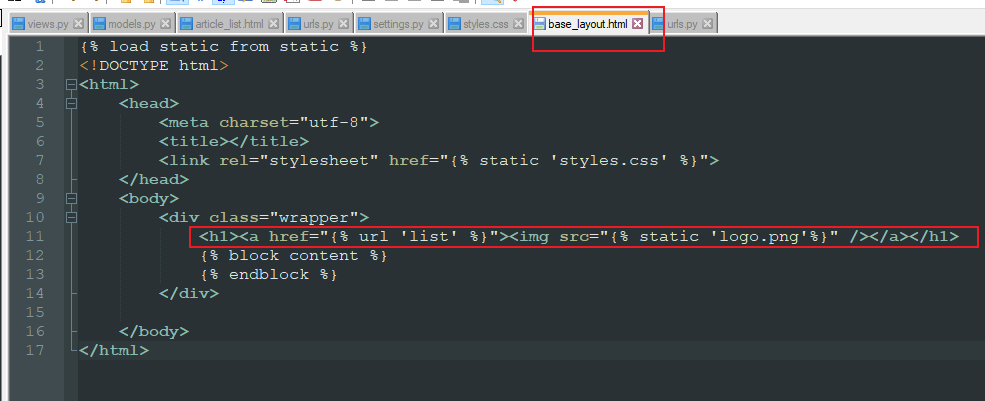 views.py models.py article_list.html urls.py settings.py styles.css base_layout.html urls.py
1 {% load static from static %}
2 <!DOCTYPE html>
3 <html>
4 <head>
5 <meta charset="utf-8">
6 <title></title>
7 <link rel="stylesheet" href="{% static 'styles.css' %}">
8 </head>
9 <body>
10 <div class="wrapper">
11 <h1><a href="{% url 'list' %}"><img src="{% static 'logo.png'%}" /></a></h1>
12 {% block content %}
13 {% endblock %}
14 </div>
15
16 </body>
17 </html>